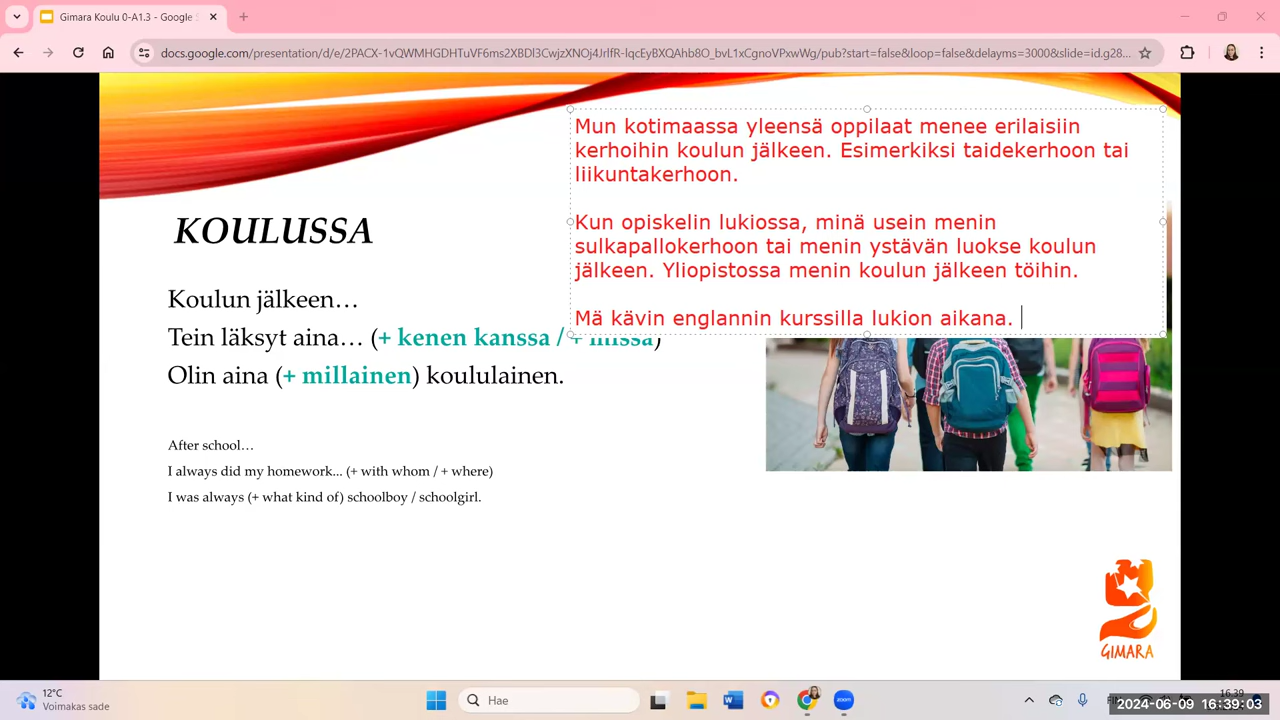 Gimara Koulu 0-A1.3 - Google
docs.google.com/presentation/d/e/2PACX-1vQWMHGDHTuVF6ms2XBDl3CwjzXNOj4JrlfR-lqcEyBXQAhb8O_bvL1xCgnoVPxwWg/pub?start=false&loop=false&delayms=3000&slide=id.g28...
Mun kotimaassa yleensä oppilaat menee erilaisiin
kerhoihin koulun jälkeen. Esimerkiksi taidekerhoon tai
liikuntakerhoon.
Kun opiskelin lukiossa, minä usein menin
sulkapallokerhoon tai menin ystävän luokse koulun
jälkeen. Yliopistossa menin koulun jälkeen töihin.
Mä kävin englannin kurssilla lukion aikana.
KOULUSSA
Koulun jälkeen…
Tein läksyt aina… (+ kenen kanssa / + missä)
Olin aina (+ millainen) koululainen.
After school…
I always did my homework... (+ with whom / + where)
I was always (+ what kind of) schoolboy / schoolgirl.
GIMARA
12°C
Voimakas sade
Hae
zoom
16.39
2024-06-09 16:39:03